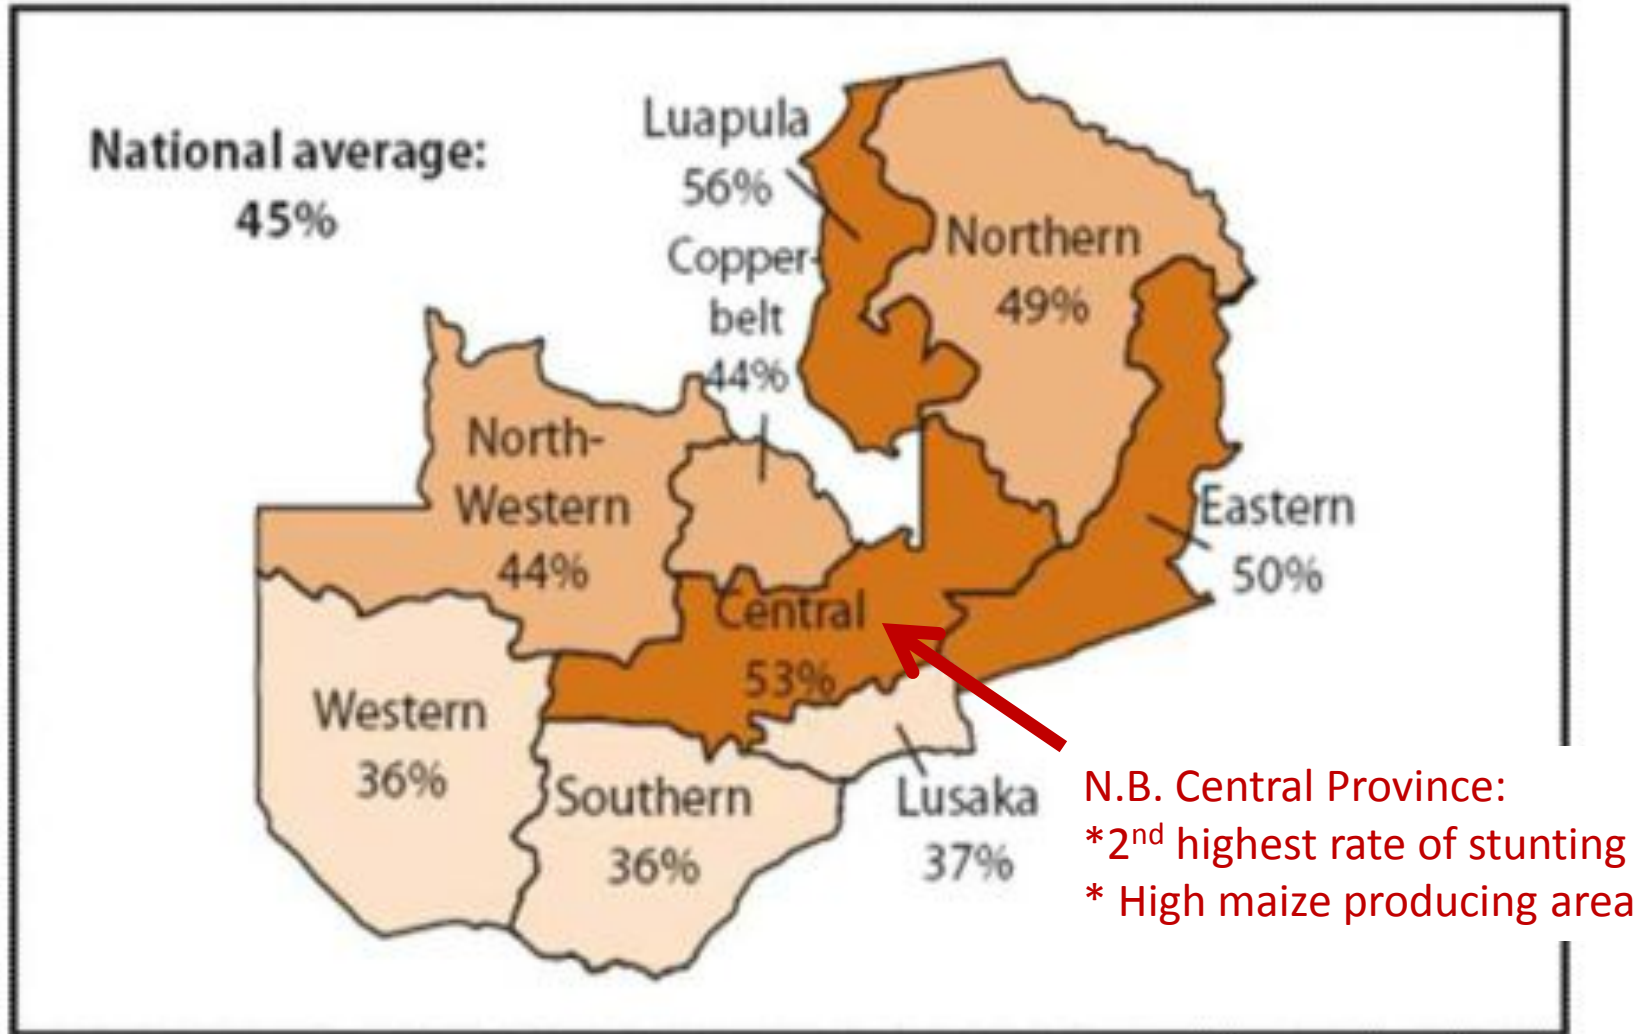 National average:
45%
Luapula
56%
Copper-
belt
44%
Northern
49%
North-
Western
44%
Eastern
50%
Central
53%
Western
36%
Southern
36%
Lusaka
37%
N.B. Central Province:
*2nd highest rate of stunting
* High maize producing area